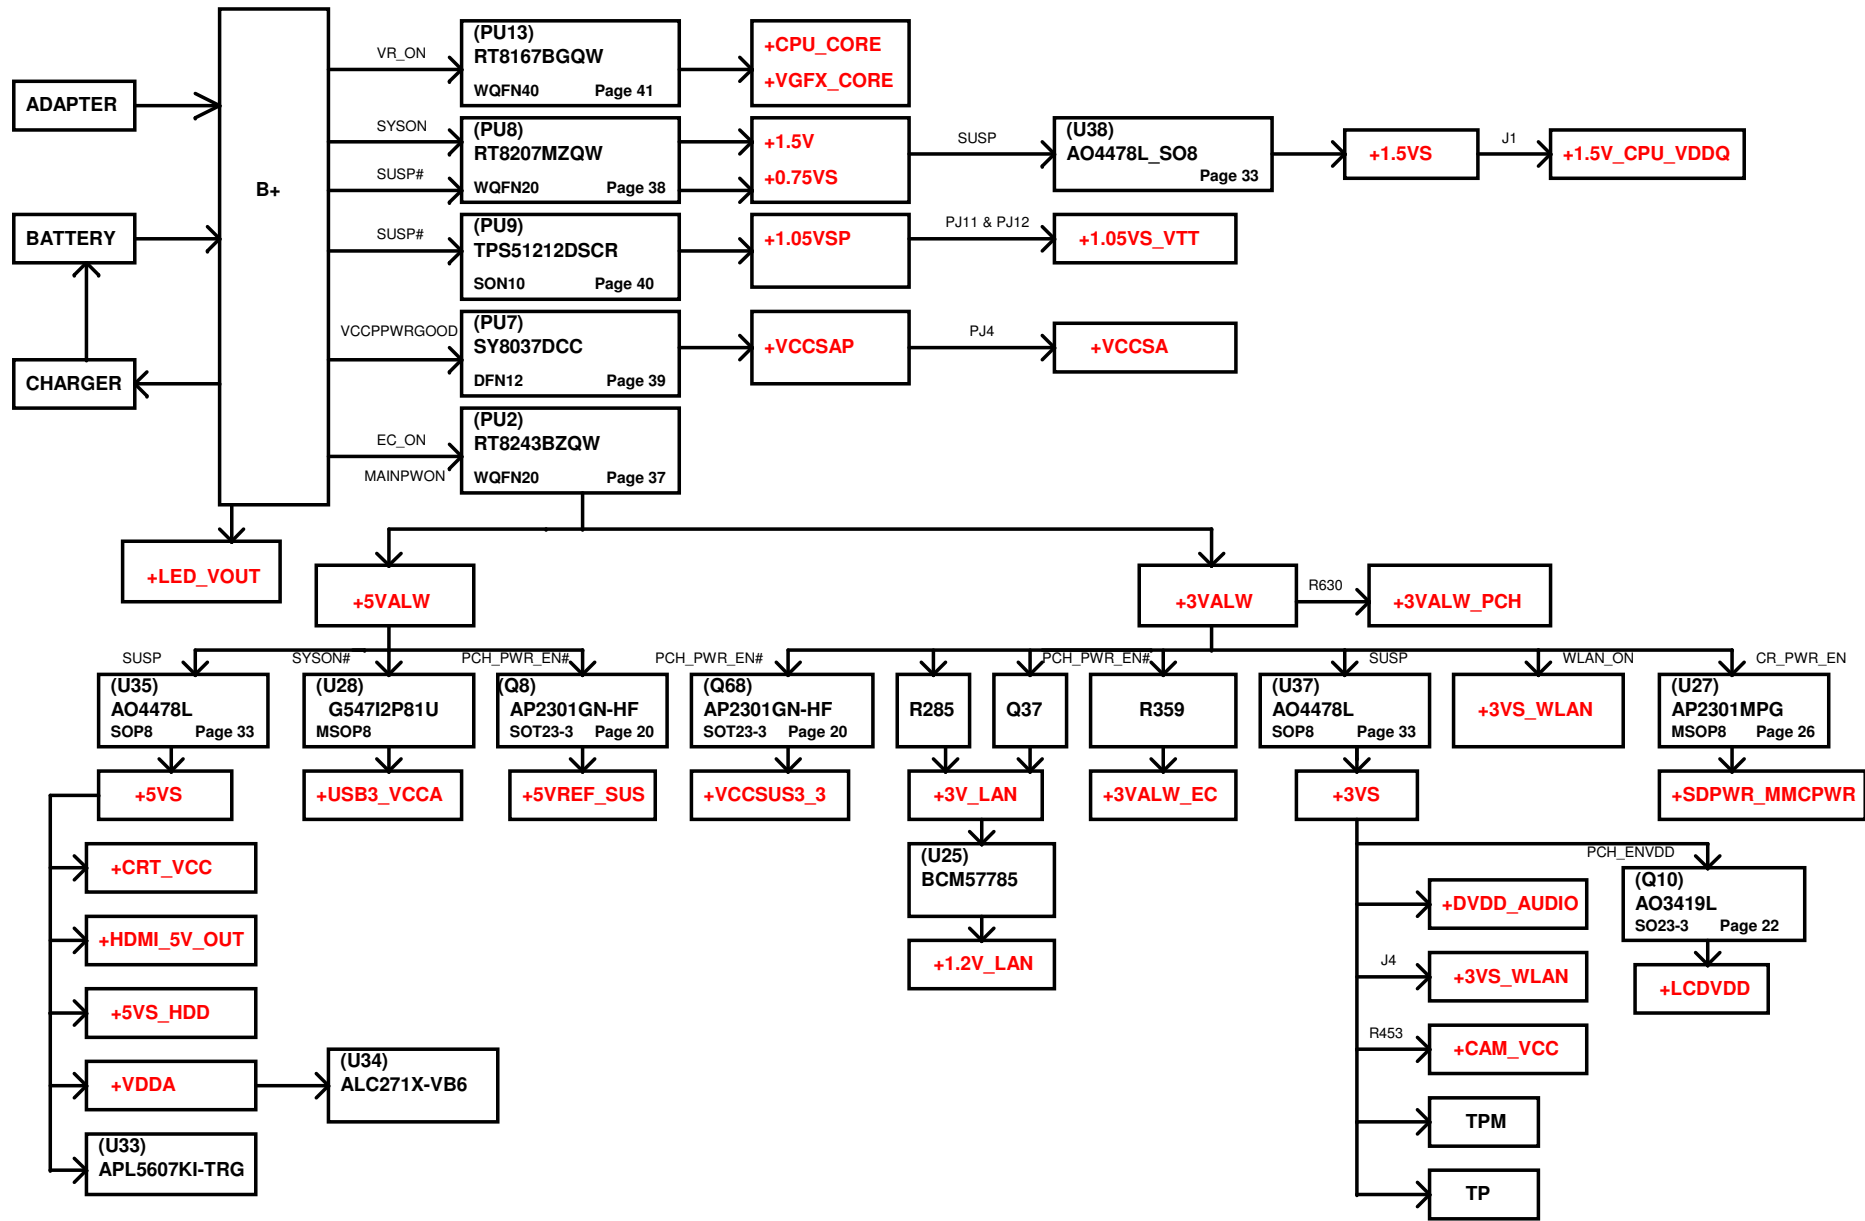 ADAPTER
BATTERY
CHARGER
B+
VR_ON
(PU13)
RT8167BGQW
WQFN40 Page 41
+CPU_CORE
+VGFX_CORE
SYSON
SUSP#
(PU8)
RT8207MZQW
WQFN20 Page 38
+1.5V
+0.75VS
SUSP
(U38)
AO4478L_SO8
Page 33
+1.5VS
J1
+1.5V_CPU_VDDQ
SUSP#
(PU9)
TPS51212DSCR
SON10 Page 40
+1.05VSP
PJ11 & PJ12
+1.05VS_VTT
VCCPPWRGOOD
(PU7)
SY8037DCC
DFN12 Page 39
+VCCSAP
PJ4
+VCCSA
EC_ON
MAINPWON
(PU2)
RT8243BZQW
WQFN20 Page 37
+LED_VOUT
+5VALW
+3VALW
R630
+3VALW_PCH
SUSP
(U35)
AO4478L
SOP8 Page 33
SYSON#
(U28)
G547I2P81U
MSOP8
PCH_PWR_EN#
(Q8)
AP2301GN-HF
SOT23-3 Page 20
PCH_PWR_EN#
(Q68)
AP2301GN-HF
SOT23-3 Page 20
R285
PCH_PWR_EN#
Q37
R359
SUSP
(U37)
AO4478L
SOP8 Page 33
WLAN_ON
+3VS_WLAN
CR_PWR_EN
(U27)
AP2301MPG
MSOP8 Page 26
+5VS
+USB3_VCCA
+5VREF_SUS
+VCCSUS3_3
+3V_LAN
+3VALW_EC
+3VS
+SDPWR_MMCPWR
+CRT_VCC
+HDMI_5V_OUT
+5VS_HDD
+VDDA
(U34)
ALC271X-VB6
(U33)
APL5607KI-TRG
(U25)
BCM57785
+1.2V_LAN
PCH_ENVDD
(Q10)
AO3419L
SO23-3 Page 22
+LCDVDD
+DVDD_AUDIO
J4
+3VS_WLAN
R453
+CAM_VCC
TPM
TP